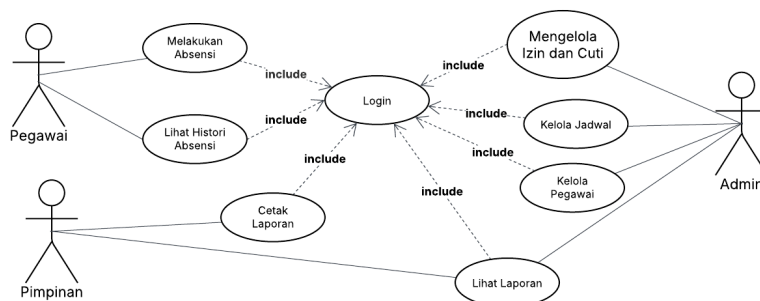 Melakukan
Absensi
include
Mengelola
Izin dan Cuti
include
Login
Pegawai
Lihat Histori
Absensi
include
include
Kelola Jadwal
include
include
Kelola
Pegawai
Admin
Cetak
Laporan
include
Pimpinan
Lihat Laporan